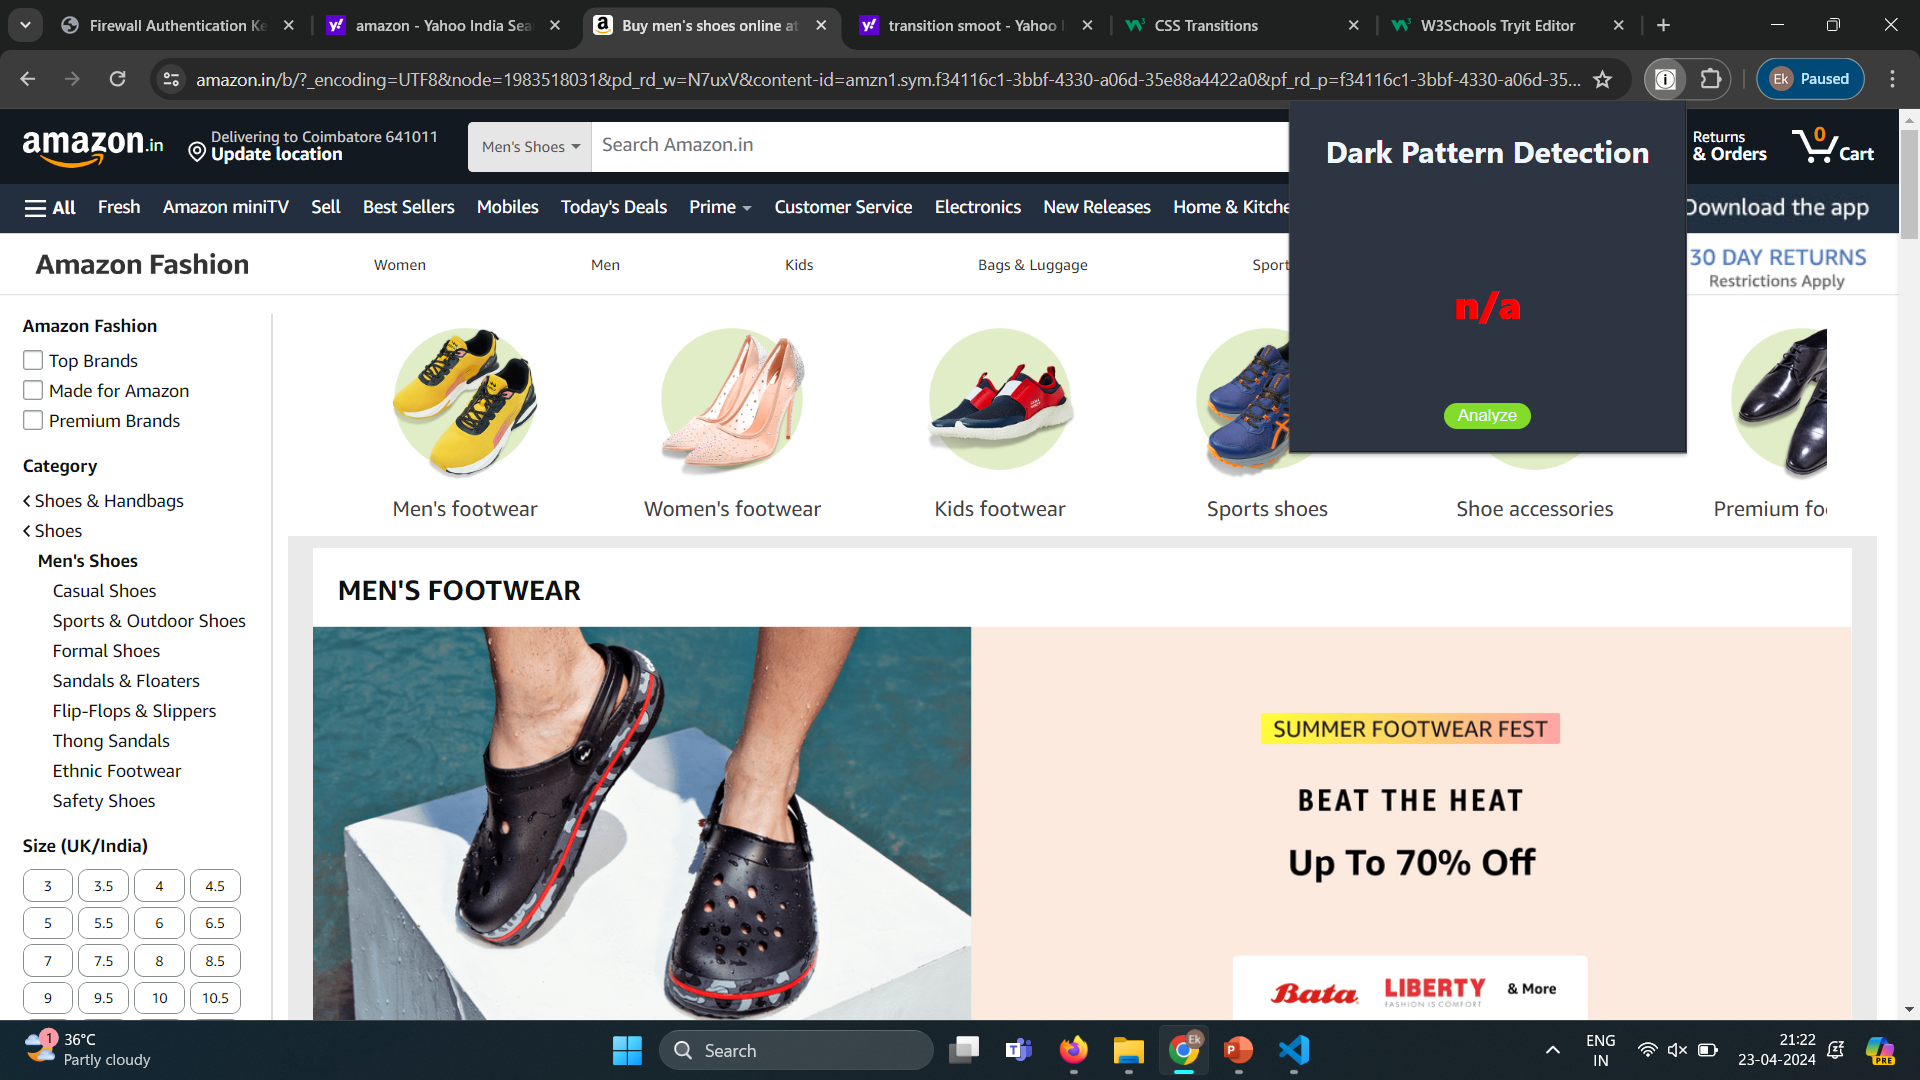 Firewall Authentication Ke
amazon - Yahoo India Sea
Buy men's shoes online at
transition smoot - Yahoo I
CSS Transitions
W3Schools Tryit Editor
amazon.in/b/?_encoding=UTF8&node=1983518031&pd_rd_w=N7uxV&content-id=amzn1.sym.f34116c1-3bbf-4330-a06d-35e88a4422a0&pf_rd_p=f34116c1-3bbf-4330-a06d-35...
Ek Paused
amazon.in
Delivering to Coimbatore 641011
Update location
Men's Shoes
Search Amazon.in
Returns
& Orders
0
Cart
All Fresh Amazon miniTV Sell Best Sellers Mobiles Today's Deals Prime Customer Service Electronics New Releases Home & Kitche
Download the app
Dark Pattern Detection
n/a
Analyze
Amazon Fashion
Women Men Kids Bags & Luggage Sport
30 DAY RETURNS
Restrictions Apply
Amazon Fashion
Top Brands
Made for Amazon
Premium Brands
Category
Shoes & Handbags
Shoes
Men's Shoes
Casual Shoes
Sports & Outdoor Shoes
Formal Shoes
Sandals & Floaters
Flip-Flops & Slippers
Thong Sandals
Ethnic Footwear
Safety Shoes
Size (UK/India)
3 3.5 4 4.5
5 5.5 6 6.5
7 7.5 8 8.5
9 9.5 10 10.5
Men's footwear Women's footwear Kids footwear Sports shoes Shoe accessories Premium foo
MEN'S FOOTWEAR
SUMMER FOOTWEAR FEST
BEAT THE HEAT
Up To 70% Off
Bata LIBERTY & More
FASHION IS COMFORT
1
36°C
Partly cloudy
Search
Ek
ENG
IN
21:22
23-04-2024
PRE